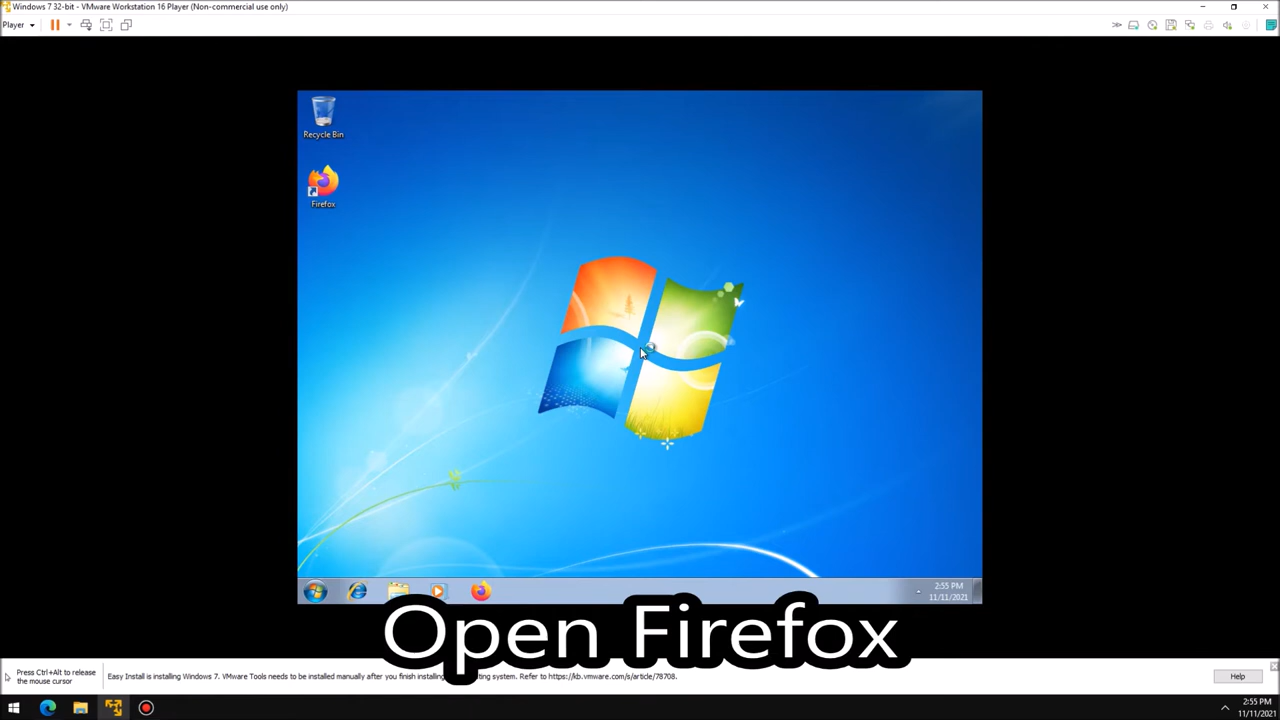 Windows 7 32-bit - VMware Workstation 16 Player (Non-commercial use only)
Player
Recycle Bin
Firefox
2:55 PM
11/11/2021
Open Firefox
Press Ctrl+Alt to release
the mouse cursor
Easy Install is installing Windows 7. VMware Tools needs to be installed manually after you finish installing ting system. Refer to https://kb.vmware.com/s/article/78708.
Help
2:55 PM
11/11/2021